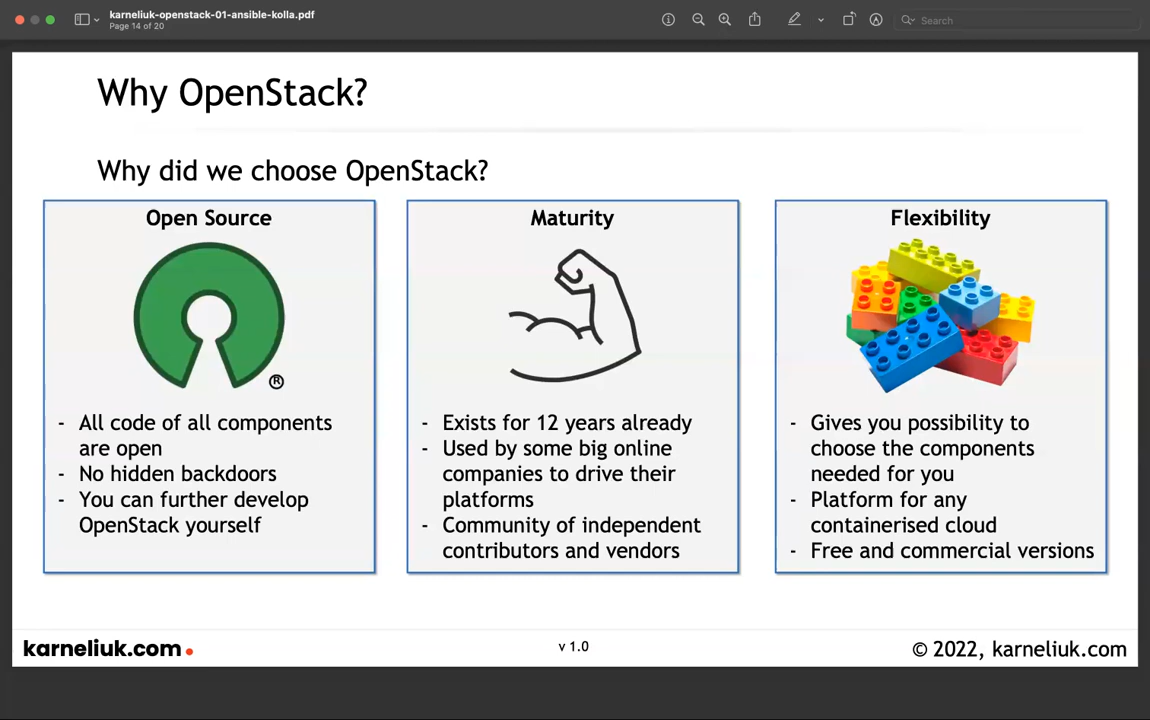 karneliuk-openstack-01-ansible-kolla.pdf
Page 14 of 20
Search
Why OpenStack?
Why did we choose OpenStack?
Open Source
®
- All code of all components
are open
- No hidden backdoors
- You can further develop
OpenStack yourself
Maturity
- Exists for 12 years already
- Used by some big online
companies to drive their
platforms
- Community of independent
contributors and vendors
Flexibility
- Gives you possibility to
choose the components
needed for you
- Platform for any
containerised cloud
- Free and commercial versions
karneliuk.com
v 1.0
© 2022, karneliuk.com